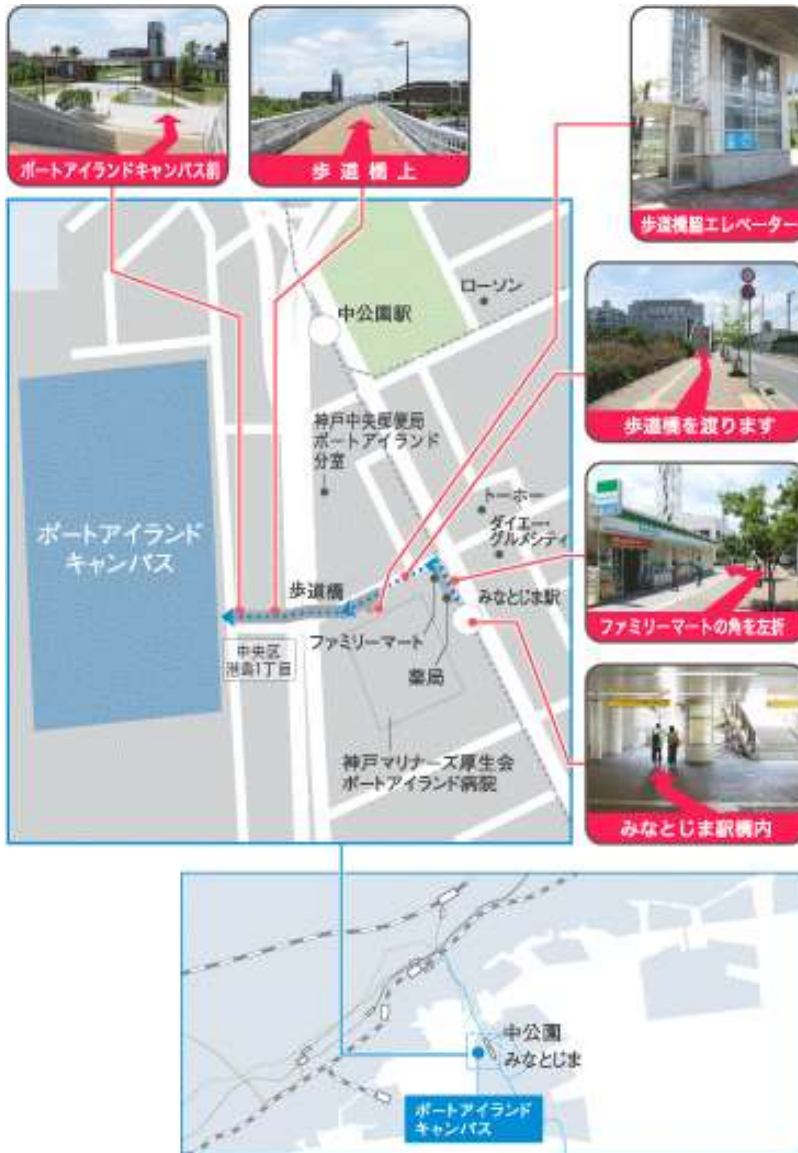 ポートアイランドキャンパス前
歩道橋上
歩道橋脇エレベーター
歩道橋を渡ります
ファミリーマートの角を左折
みなとじま駅構内
ローソン
中公園駅
神戸中央郵便局
ポートアイランド
分室
トーホー
ダイエー・
グルメシティ
ポートアイランド
キャンパス
歩道橋
みなとじま駅
ファミリーマート
中央区
港島1丁目
薬局
神戸マリナーズ厚生会
ポートアイランド病院
中公園
みなとじま
ポートアイランド
キャンパス